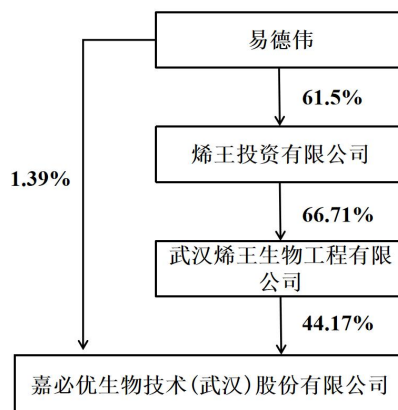 易德伟
61.5%
烯王投资有限公司
1.39%
66.71%
武汉烯王生物工程有限
公司
44.17%
嘉必优生物技术(武汉)股份有限公司